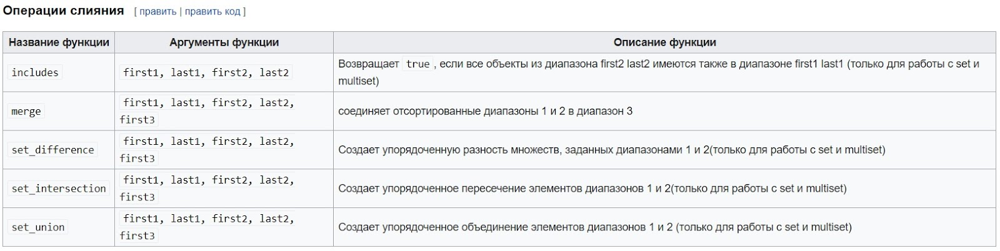 Операции слияния [ править | править код ]
Название функции Аргументы функции Описание функции
includes first1, last1, first2, last2 Возвращает true, если все объекты из диапазона first2 last2 имеются также в диапазоне first1 last1 (только для работы с set и
multiset)
merge first1, last1, first2, last2,
first3 соединяет отсортированные диапазоны 1 и 2 в диапазон 3
set_difference first1, last1, first2, last2,
first3 Создает упорядоченную разность множеств, заданных диапазонами 1 и 2(только для работы с set и multiset)
set_intersection first1, last1, first2, last2,
first3 Создает упорядоченное пересечение элементов диапазонов 1 и 2(только для работы с set и multiset)
set_union first1, last1, first2, last2,
first3 Создает упорядоченное объединение элементов диапазонов 1 и 2 (только для работы с set и multiset)